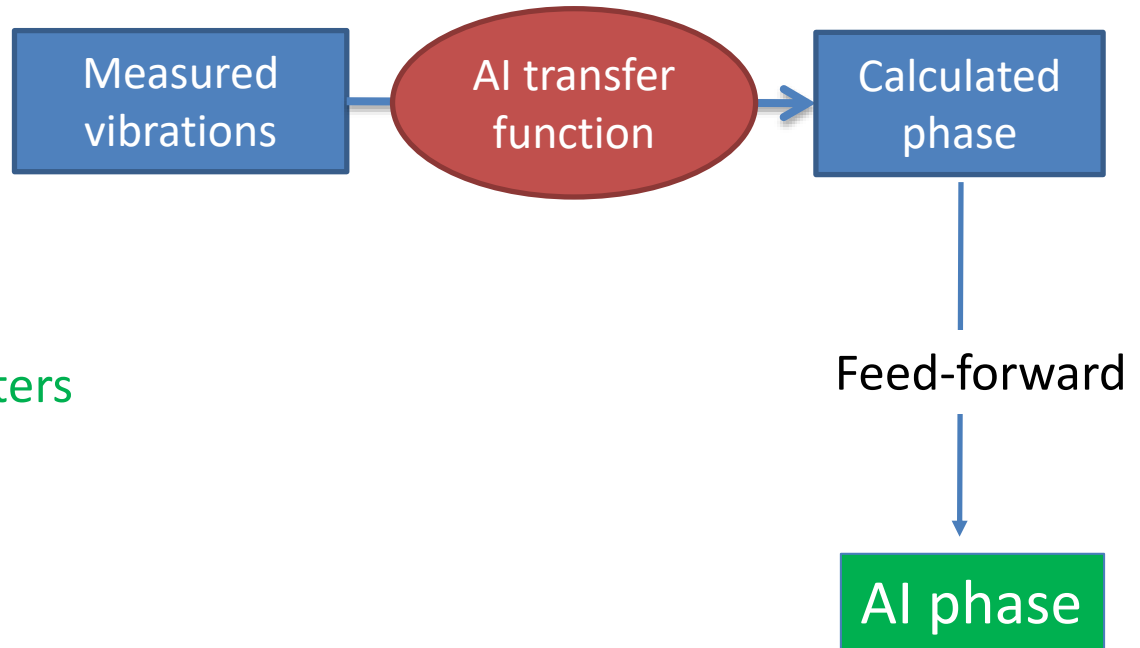 Measured
vibrations
AI transfer
function
Calculated
phase
ters
Feed-forward
AI phase